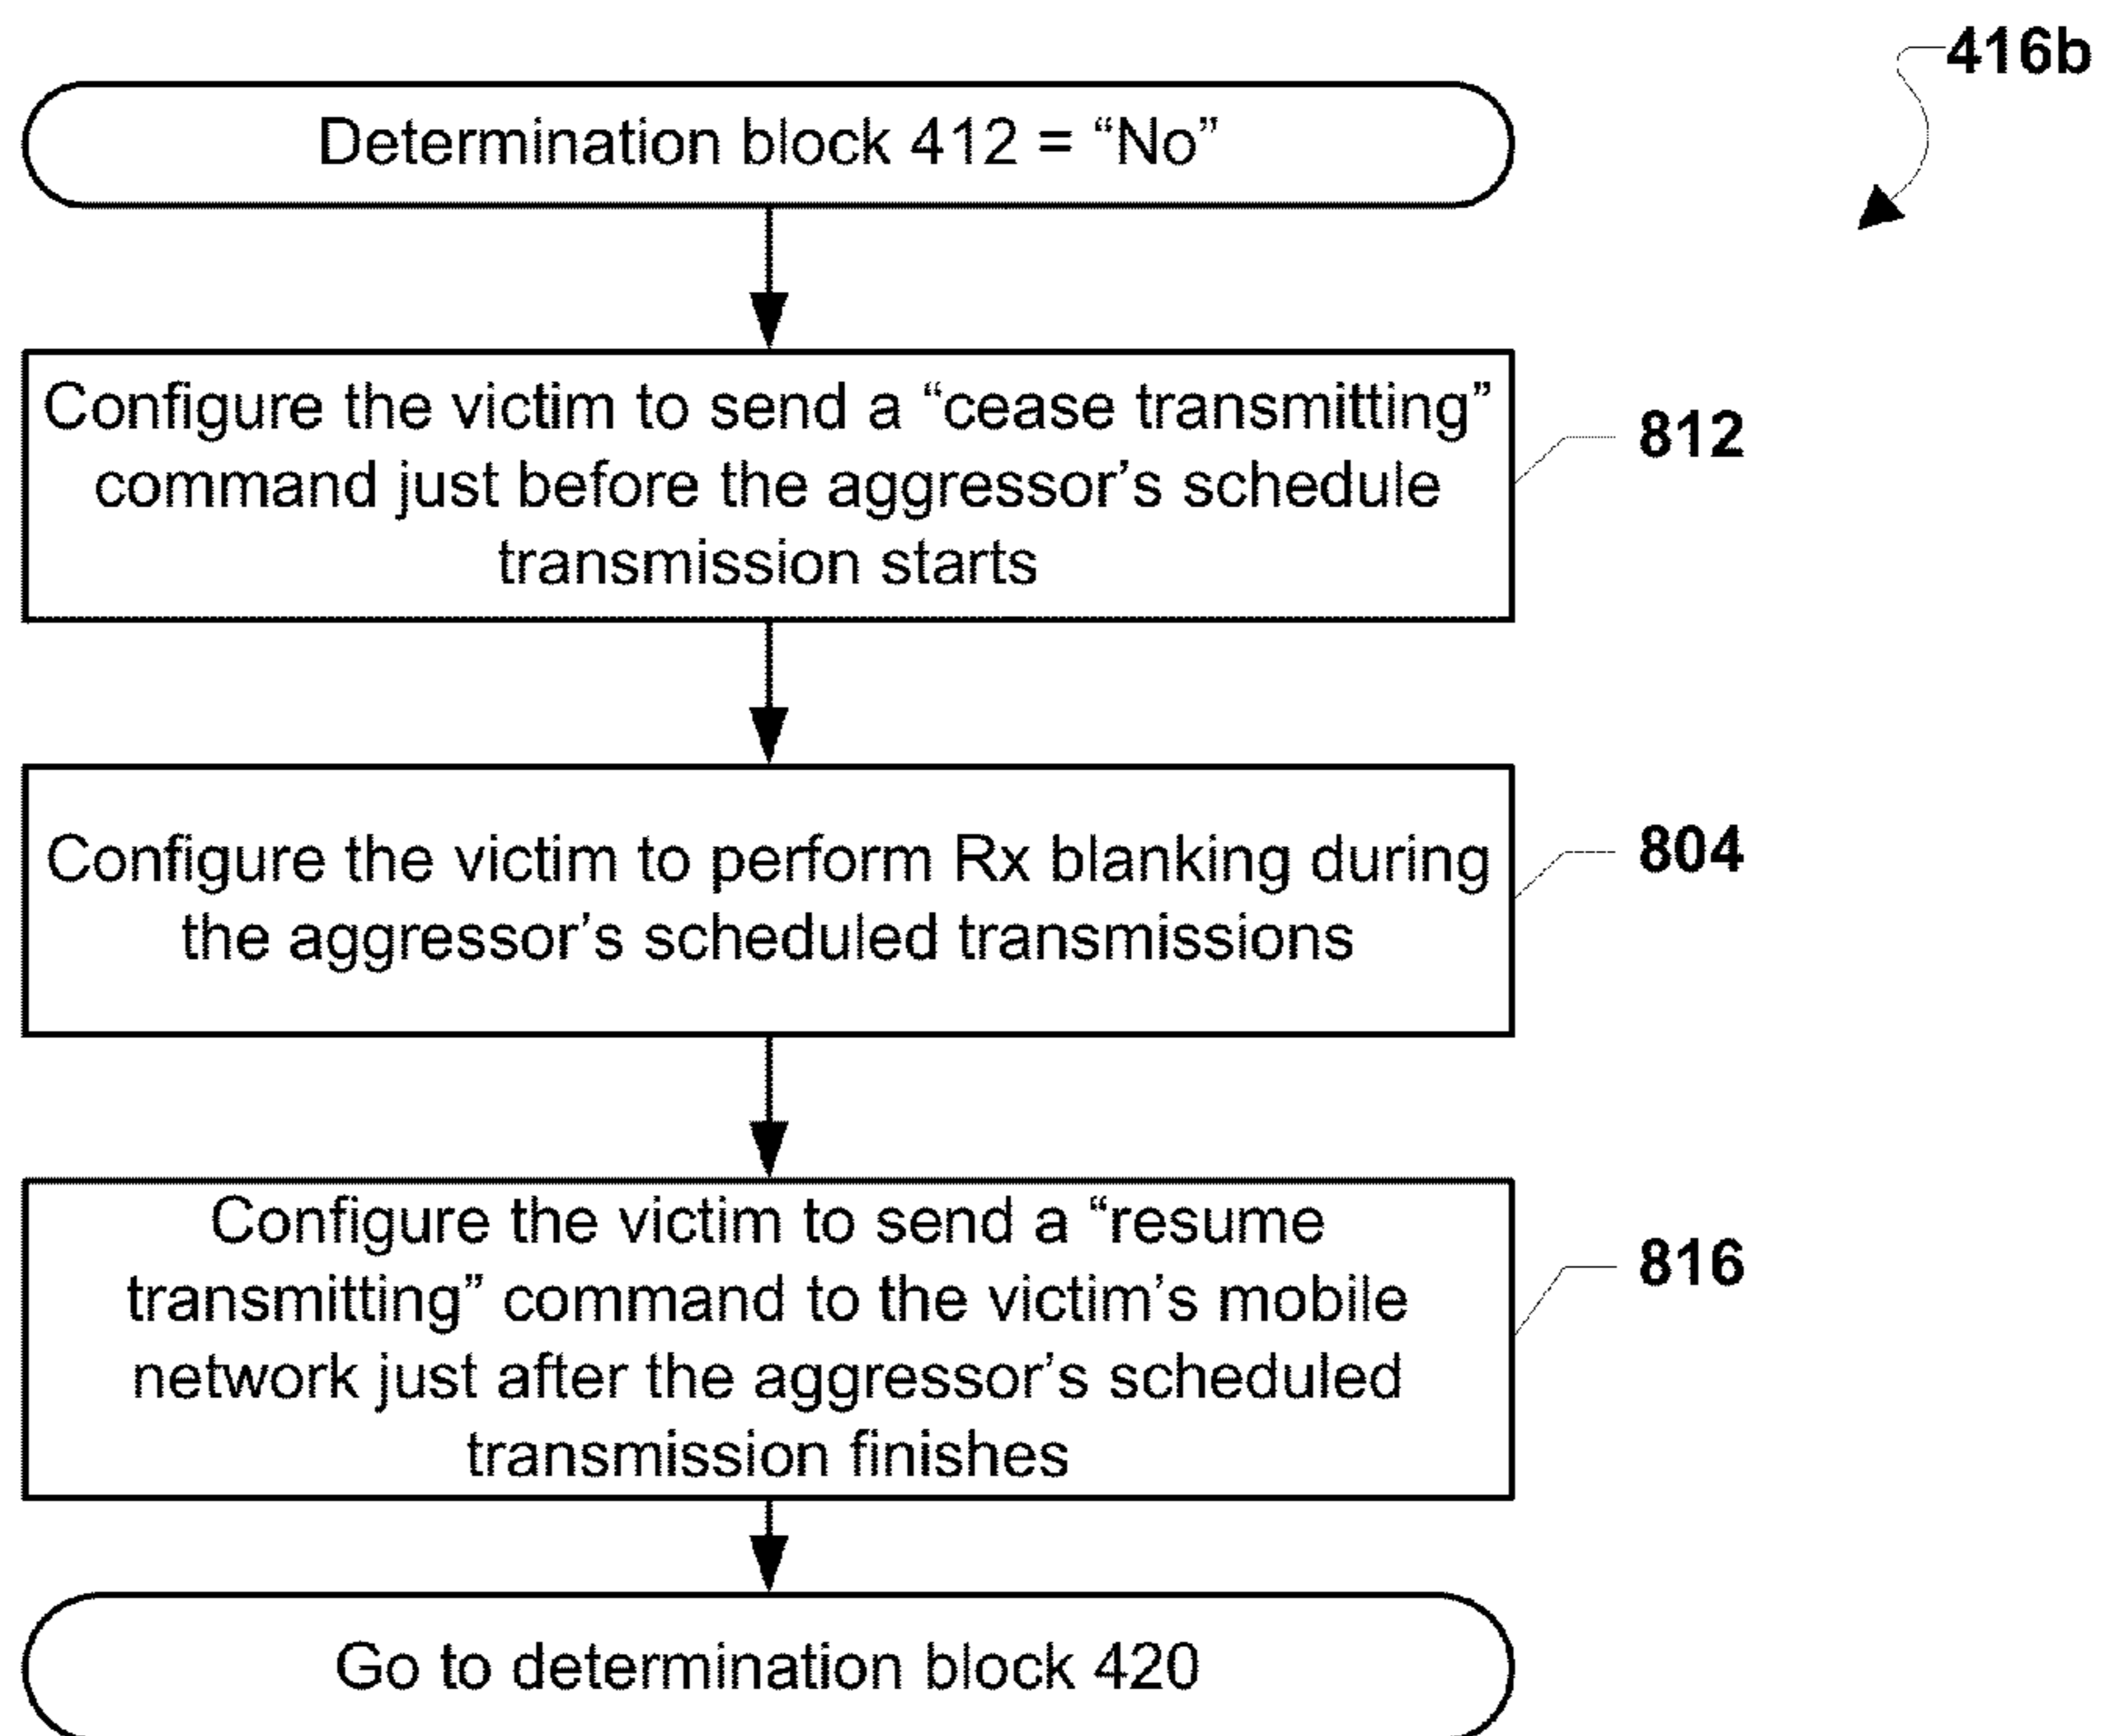 416b
Determination block 412 = “No”
Configure the victim to send a “cease transmitting”
command just before the aggressor’s schedule
transmission starts
812
Configure the victim to perform Rx blanking during
the aggressor’s scheduled transmissions
804
Configure the victim to send a “resume
transmitting” command to the victim’s mobile
network just after the aggressor’s scheduled
transmission finishes
816
Go to determination block 420